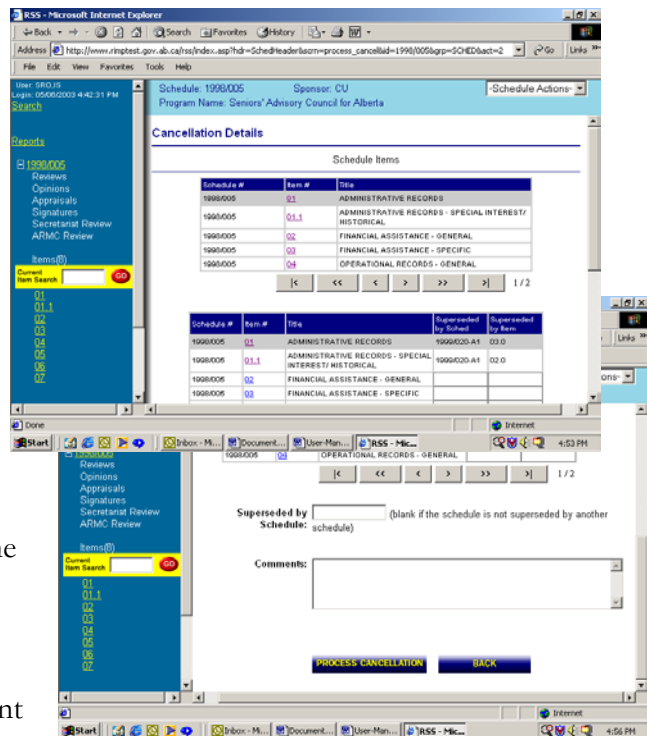 RSS - Microsoft Internet Explorer
Back Search Favorites History
Address http://www.rimptest.gov.ab.ca/rss/index.asp?hdr=SchedHeader&scrn=process_cancel&id=1998/005&grp=SCHED&act=2 Go Links
File Edit View Favorites Tools Help
User: SROJS
Login: 05/06/2003 4:42:31 PM
Search
Reports
1998/005
Reviews
Opinions
Appraisals
Signatures
Secretariat Review
ARMC Review
Items(8)
Current
Item Search GO
01
01.1
02
03
04
05
06
07
Schedule: 1998/005 Sponsor: CU -Schedule Actions-
Program Name: Seniors' Advisory Council for Alberta
Cancellation Details
Schedule Items
Schedule # Item # Title
1998/005 01 ADMINISTRATIVE RECORDS
1998/005 01.1 ADMINISTRATIVE RECORDS - SPECIAL INTEREST/
HISTORICAL
1998/005 02 FINANCIAL ASSISTANCE - GENERAL
1998/005 03 FINANCIAL ASSISTANCE - SPECIFIC
1998/005 04 OPERATIONAL RECORDS - GENERAL
|< << < > >> >| 1/2
Schedule # Item # Title Superseded by Sched Superseded by Item
1998/005 01 ADMINISTRATIVE RECORDS 1999/020-A1 03.0
1998/005 01.1 ADMINISTRATIVE RECORDS - SPECIAL
INTEREST/ HISTORICAL 1999/020-A1 02.0
1998/005 02 FINANCIAL ASSISTANCE - GENERAL
1998/005 03 FINANCIAL ASSISTANCE - SPECIFIC
Done Internet
Start Inbox - Mi... Document... User-Man... RSS - Mic... 4:53 PM
Links
ons-
1998/005
Reviews
Opinions
Appraisals
Signatures
Secretariat Review
ARMC Review
Items(8)
Current
Item Search GO
01
01.1
02
03
04
05
06
07
1998/005 04 OPERATIONAL RECORDS - GENERAL
|< << < > >> >| 1/2
Superseded by (blank if the schedule is not superseded by another
Schedule: schedule)
Comments:
PROCESS CANCELLATION BACK
Internet
Start Inbox - Mi... Document... User-Man... RSS - Mic... 4:56 PM
ne
nt